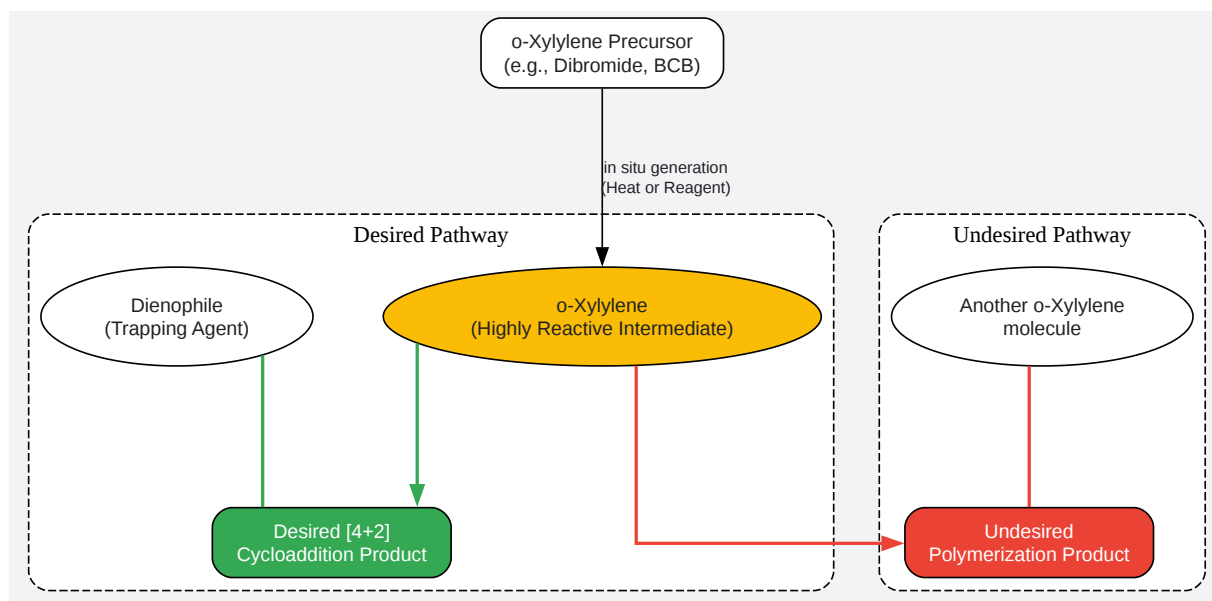 o-Xylylene Precursor
(e.g., Dibromide, BCB)
in situ generation
(Heat or Reagent)
Desired Pathway
Undesired Pathway
Dienophile
(Trapping Agent)
o-Xylylene
(Highly Reactive Intermediate)
Another o-Xylylene
molecule
Desired [4+2]
Cycloaddition Product
Undesired
Polymerization Product